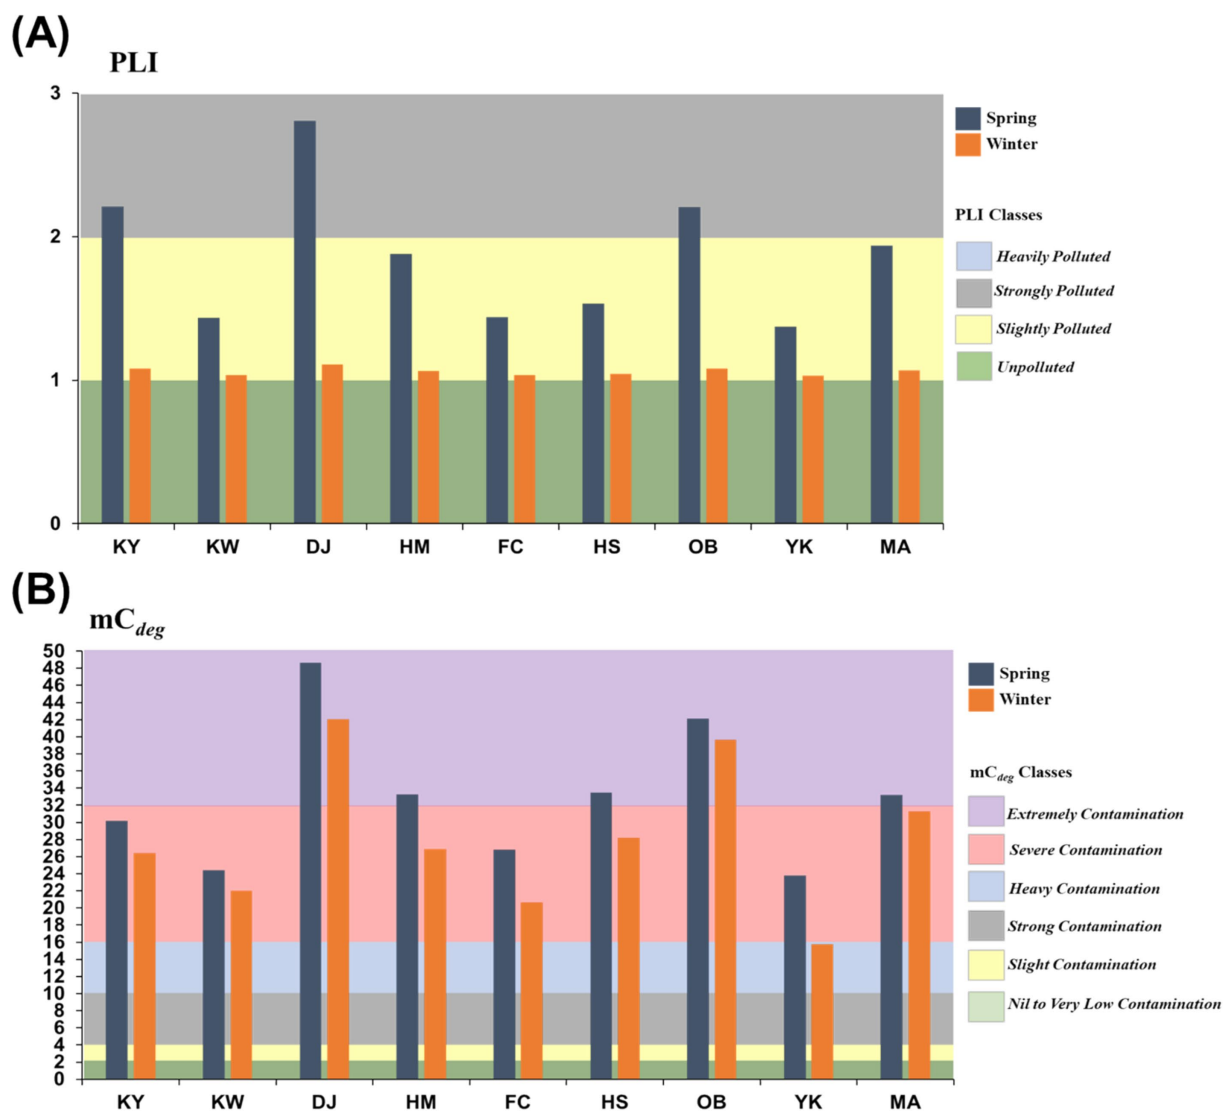 (A)
PLI
3
2
1
0
KY KW DJ HM FC HS OB YK MA
Spring
Winter
PLI Classes
Heavily Polluted
Strongly Polluted
Slightly Polluted
Unpolluted
(B)
mCdeg
50
48
46
44
42
40
38
36
34
32
30
28
26
24
22
20
18
16
14
12
10
8
6
4
2
0
KY KW DJ HM FC HS OB YK MA
Spring
Winter
mCdeg Classes
Extremely Contamination
Severe Contamination
Heavy Contamination
Strong Contamination
Slight Contamination
Nil to Very Low Contamination